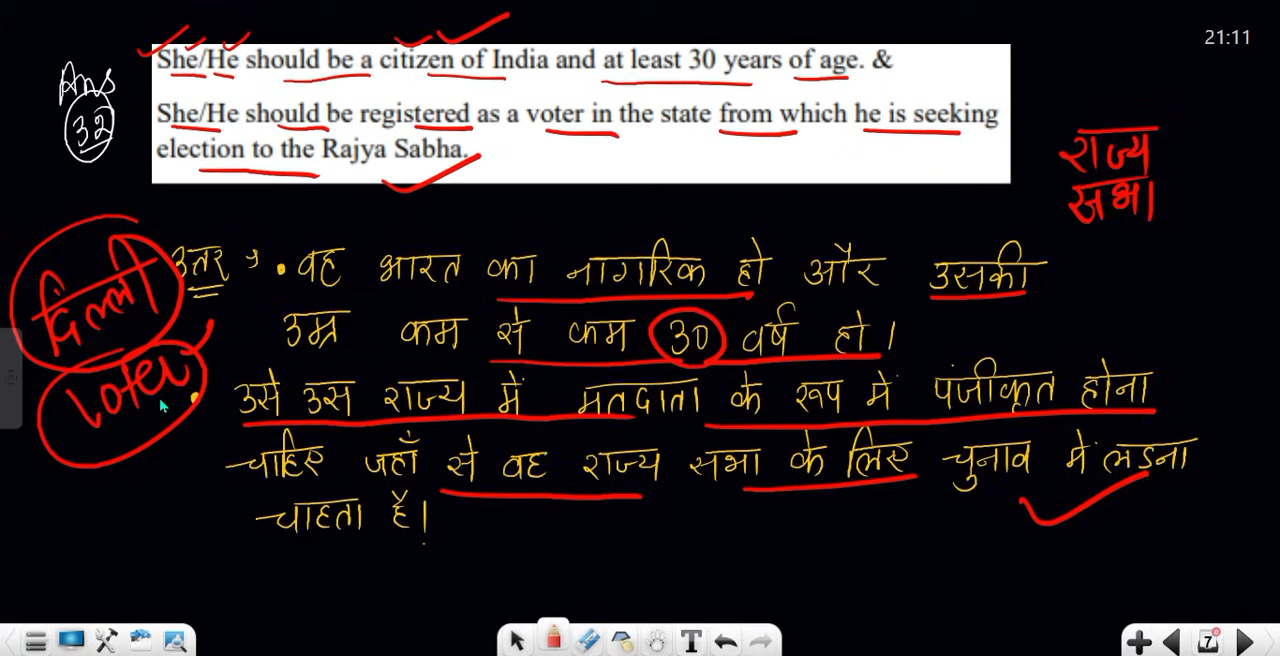 21:11
Ans
32
She/He should be a citizen of India and at least 30 years of age. &
She/He should be registered as a voter in the state from which he is seeking
election to the Rajya Sabha.
राज्य
सभा
दिल्ली
Voter
उत्तर → • वह भारत का नागरिक हो और उसकी
उम्र कम से कम 30 वर्ष हो।
• उसे उस राज्य में मतदाता के रूप में पंजीकृत होना
चाहिए जहाँ से वह राज्य सभा के लिए चुनाव में लडना
चाहता है।
7